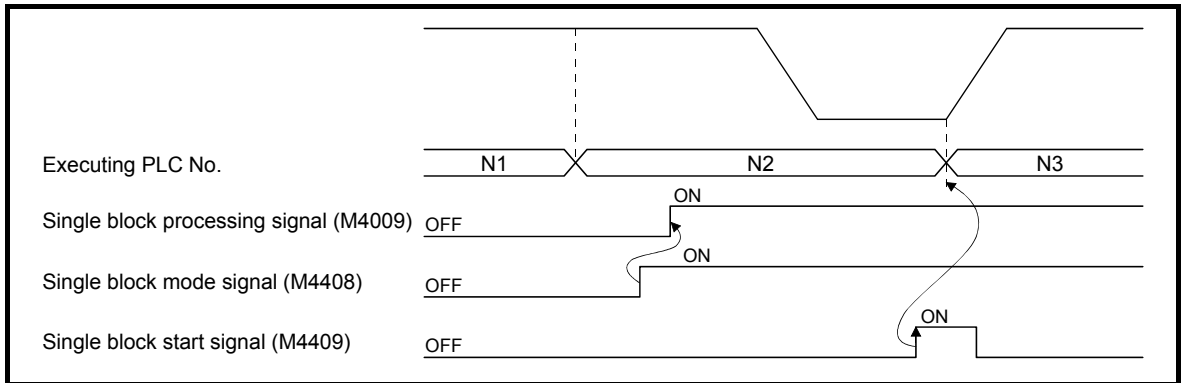 Executing PLC No. N1 N2 N3
ON
Single block processing signal (M4009) OFF
ON
Single block mode signal (M4408) OFF
ON
Single block start signal (M4409) OFF